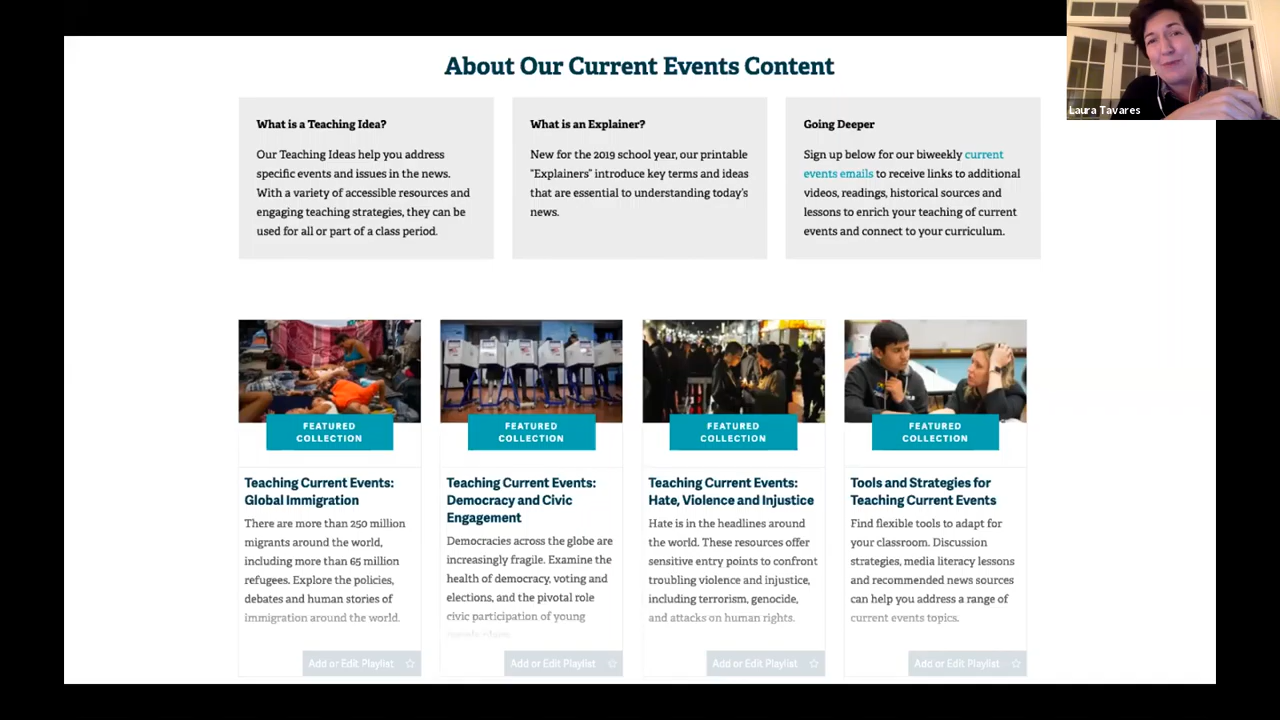 About Our Current Events Content
Laura Tavares
What is a Teaching Idea?
Our Teaching Ideas help you address
specific events and issues in the news.
With a variety of accessible resources and
engaging teaching strategies, they can be
used for all or part of a class period.
What is an Explainer?
New for the 2019 school year, our printable
"Explainers" introduce key terms and ideas
that are essential to understanding today's
news.
Going Deeper
Sign up below for our biweekly current
events emails to receive links to additional
videos, readings, historical sources and
lessons to enrich your teaching of current
events and connect to your curriculum.
FEATURED
COLLECTION
Teaching Current Events:
Global Immigration
There are more than 250 million
migrants around the world,
including more than 65 million
refugees. Explore the policies,
debates and human stories of
immigration around the world.
Add or Edit Playlist
FEATURED
COLLECTION
Teaching Current Events:
Democracy and Civic
Engagement
Democracies across the globe are
increasingly fragile. Examine the
health of democracy, voting and
elections, and the pivotal role
civic participation of young
Add or Edit Playlist
FEATURED
COLLECTION
Teaching Current Events:
Hate, Violence and Injustice
Hate is in the headlines around
the world. These resources offer
sensitive entry points to confront
troubling violence and injustice,
including terrorism, genocide,
and attacks on human rights.
Add or Edit Playlist
FEATURED
COLLECTION
Tools and Strategies for
Teaching Current Events
Find flexible tools to adapt for
your classroom. Discussion
strategies, media literacy lessons
and recommended news sources
can help you address a range of
current events topics.
Add or Edit Playlist